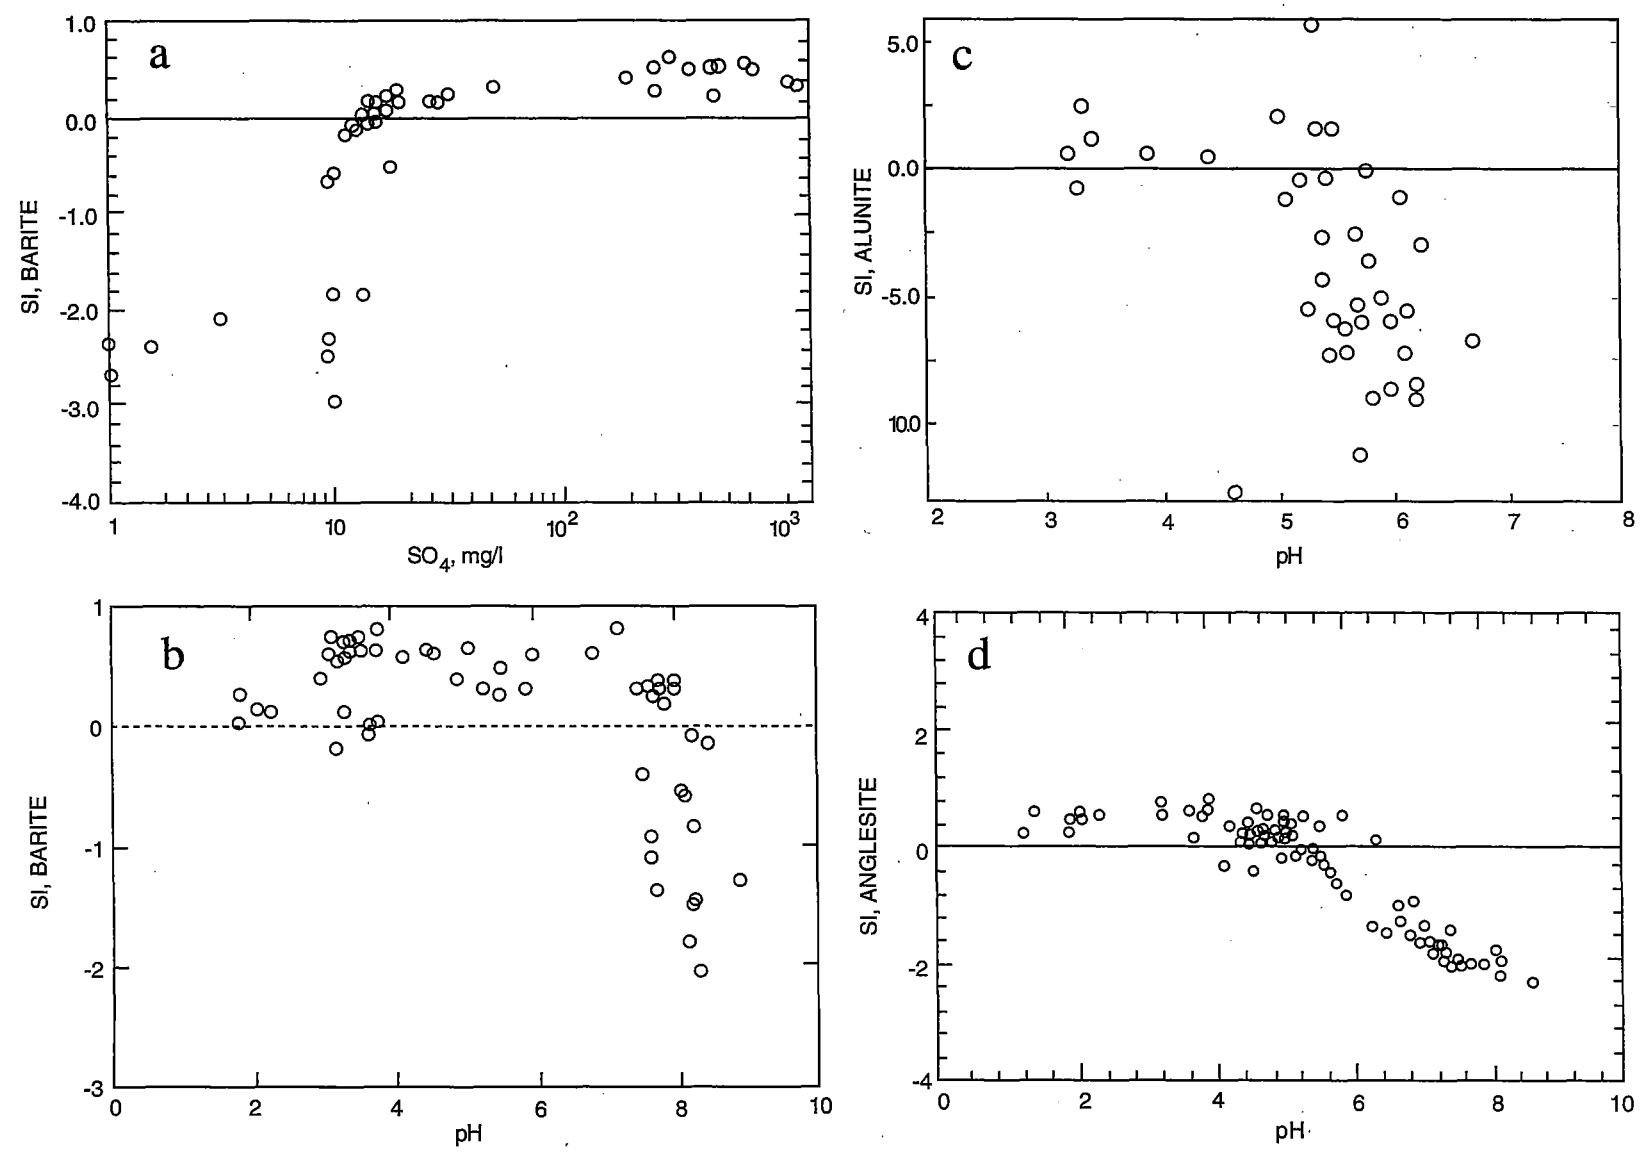 a
1.0
0.0
-1.0
-2.0
-3.0
-4.0
SI, BARITE
1 10 10² 10³
SO₄, mg/l
c
5.0
0.0
-5.0
10.0
SI, ALUNITE
2 3 4 5 6 7 8
pH
b
1
0
-1
-2
-3
SI, BARITE
0 2 4 6 8 10
pH
d
4
2
0
-2
-4
SI, ANGLESITE
0 2 4 6 8 10
pH